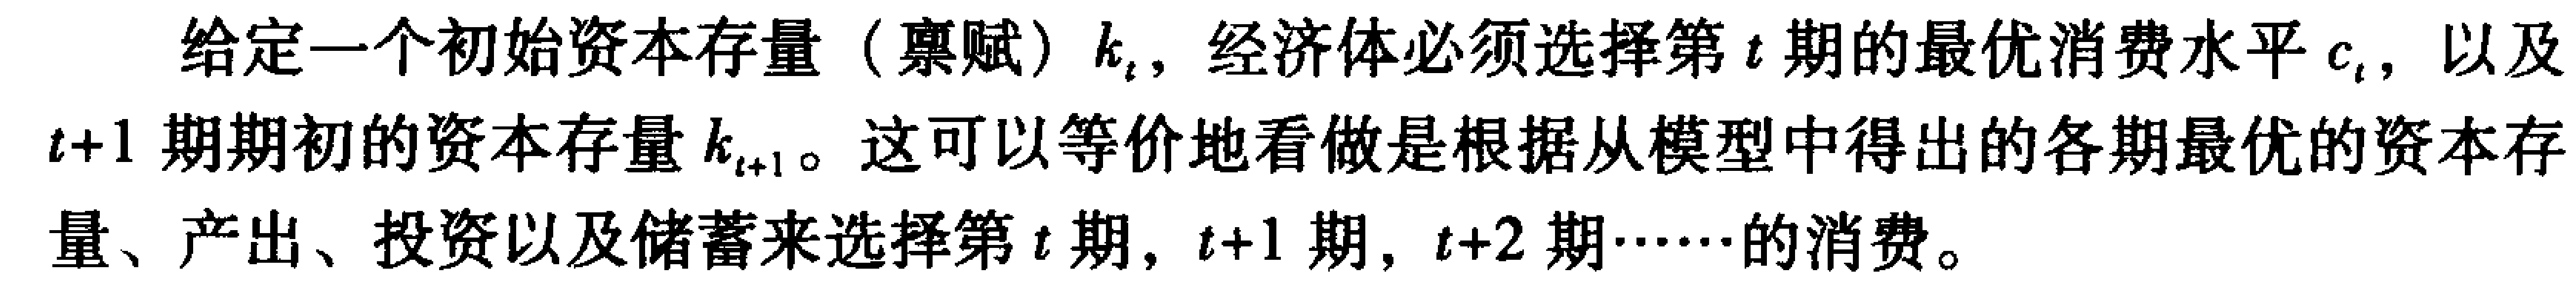 给定一个初始资本存量（禀赋）k_t，经济体必须选择第 t 期的最优消费水平 c_t，以及
t+1 期期初的资本存量 k_{t+1}。这可以等价地看做是根据从模型中得出的各期最优的资本存
量、产出、投资以及储蓄来选择第 t 期，t+1 期，t+2 期……的消费。